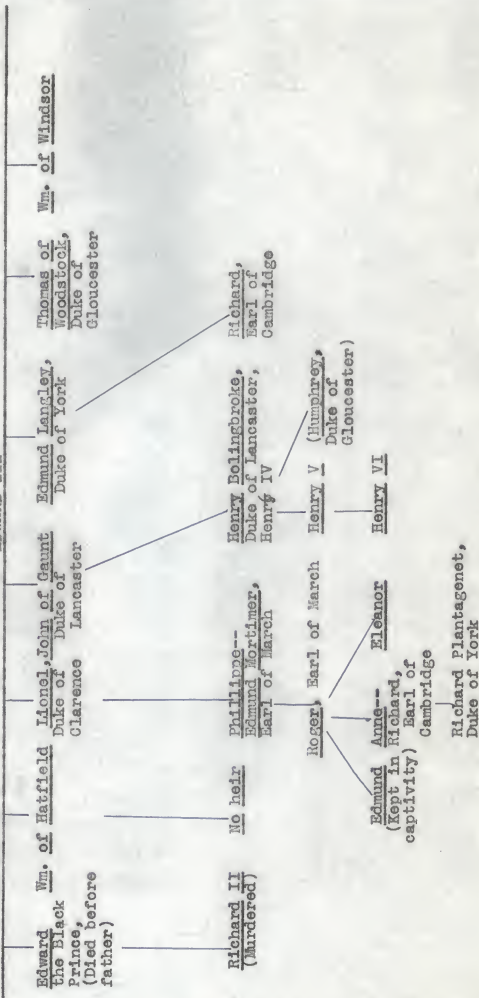 Edward
the Black
Prince,
(Died before
father)
Wm. of Hatfield
Lionel,
Duke of
Clarence
John of Gaunt
Duke of
Lancaster
Edmund Langley,
Duke of York
Thomas of
Woodstock,
Duke of
Gloucester
Wm. of Windsor
Richard II
(Murdered)
No heir
Phillippe--
Edmund Mortimer,
Earl of March
Henry Bolingbroke,
Duke of Lancaster,
Henry IV
Richard,
Earl of
Cambridge
Roger, Earl of March
Henry V
(Humphrey,
Duke of
Gloucester)
Edmund
(Kept in
captivity)
Anne--
Richard,
Earl of
Cambridge
Eleanor
Henry VI
Richard Plantagenet,
Duke of York